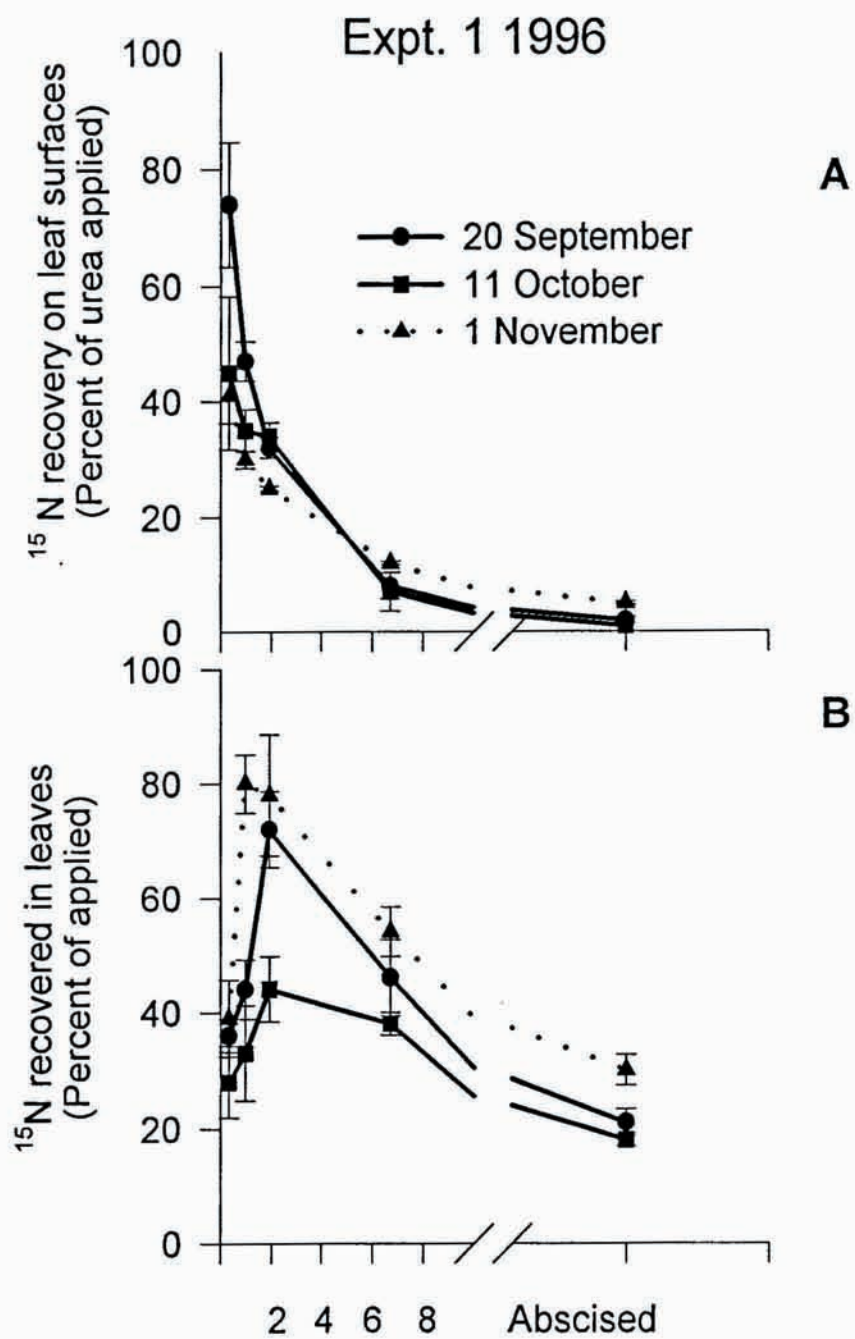 Expt. 1 1996
A
¹⁵N recovery on leaf surfaces
(Percent of urea applied)
100
80
60
40
20
0
20 September
11 October
1 November
B
¹⁵N recovered in leaves
(Percent of applied)
100
80
60
40
20
0
2 4 6 8 Abscised